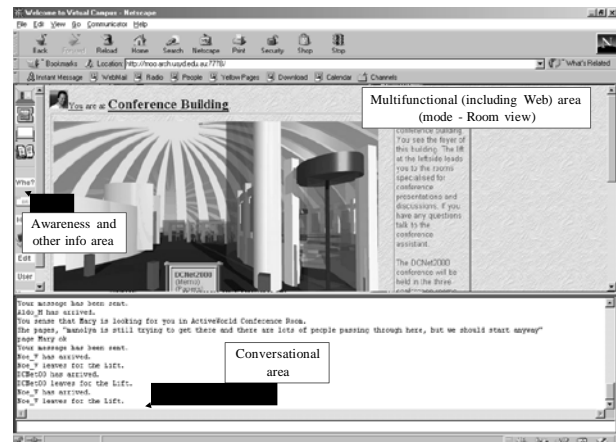 Welcome to Virtual Campus - Netscape
File Edit View Go Communicator Help
Back Forward Reload Home Search Netscape Print Security Shop Stop
Bookmarks Location: http://moo.arch.usyd.edu.au:7778/ What's Related
Instant Message WebMail Radio People Yellow Pages Download Calendar Channels
You are at Conference Building
Multifunctional (including Web) area
(mode - Room view)
conference building.
You see the foyer of
this building. The lift
at the leftside leads
you to the rooms
specialised for
conference
presentations and
discussions. If you
have any questions
talk to the
conference
assistant.
The DCNet2000
conference will be
held in the three
Who?
Awareness and
other info area
Edit
User
DCNet2000
Your message has been sent.
Aldo_M has arrived.
You sense that Mary is looking for you in ActiveWorld Conference Room.
She pages, "manolya is still trying to get there and there are lots of people passing through here, but we should start anyway"
page Mary ok
Your message has been sent.
Noe_V has arrived.
Noe_V leaves for the Lift.
DCNet00 has arrived.
DCNet00 leaves for the Lift.
Noe_V has arrived.
Noe_V leaves for the Lift.
Conversational
area